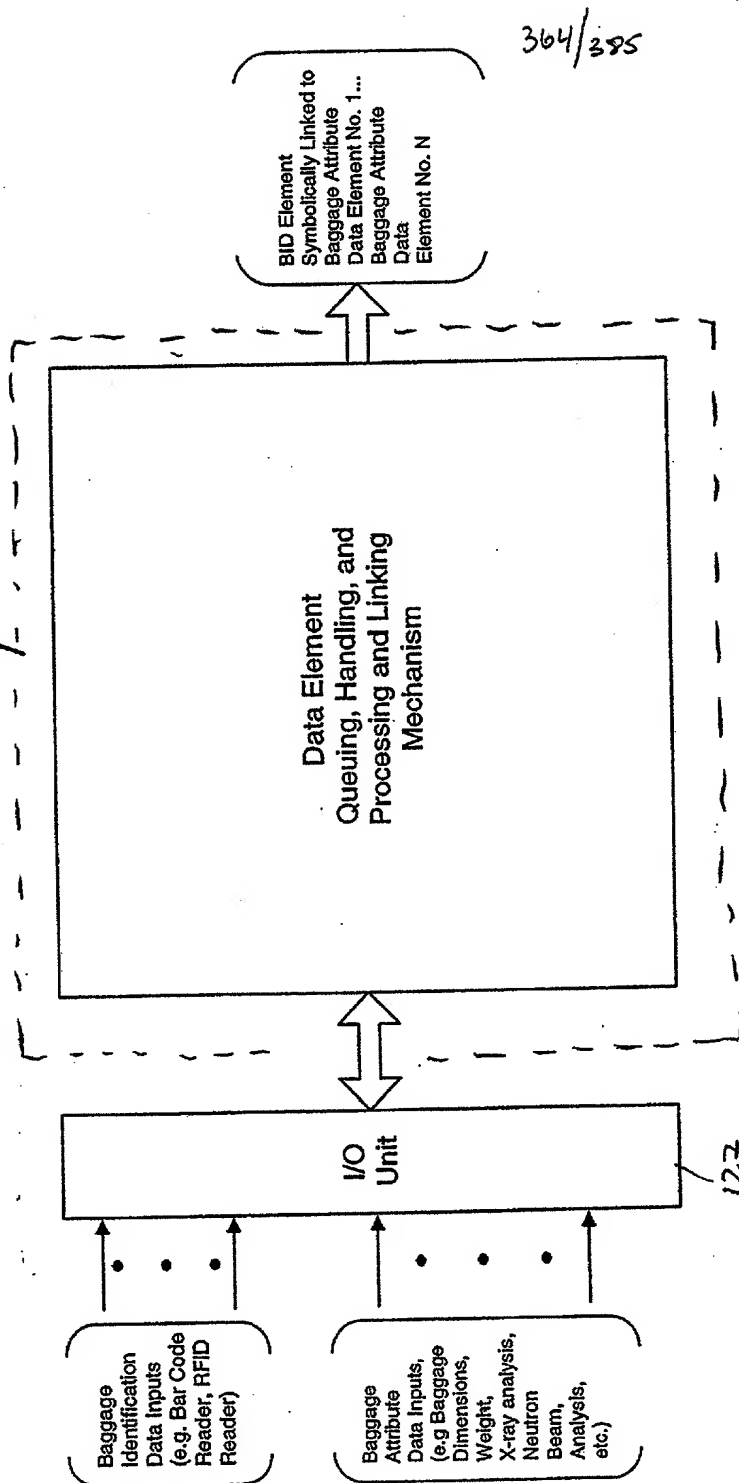 364/385
Baggage
Identification
Data Inputs
(e.g. Bar Code
Reader, RFID
Reader)
Baggage
Attribute
Data Inputs,
(e.g Baggage
Dimensions,
Weight,
X-ray analysis,
Neutron
Beam,
Analysis,
etc.)
I/O
Unit
127
Data Element
Queuing, Handling, and
Processing and Linking
Mechanism
BID Element
Symbolically Linked to
Baggage Attribute
Data Element No. 1...
Baggage Attribute
Data
Element No. N